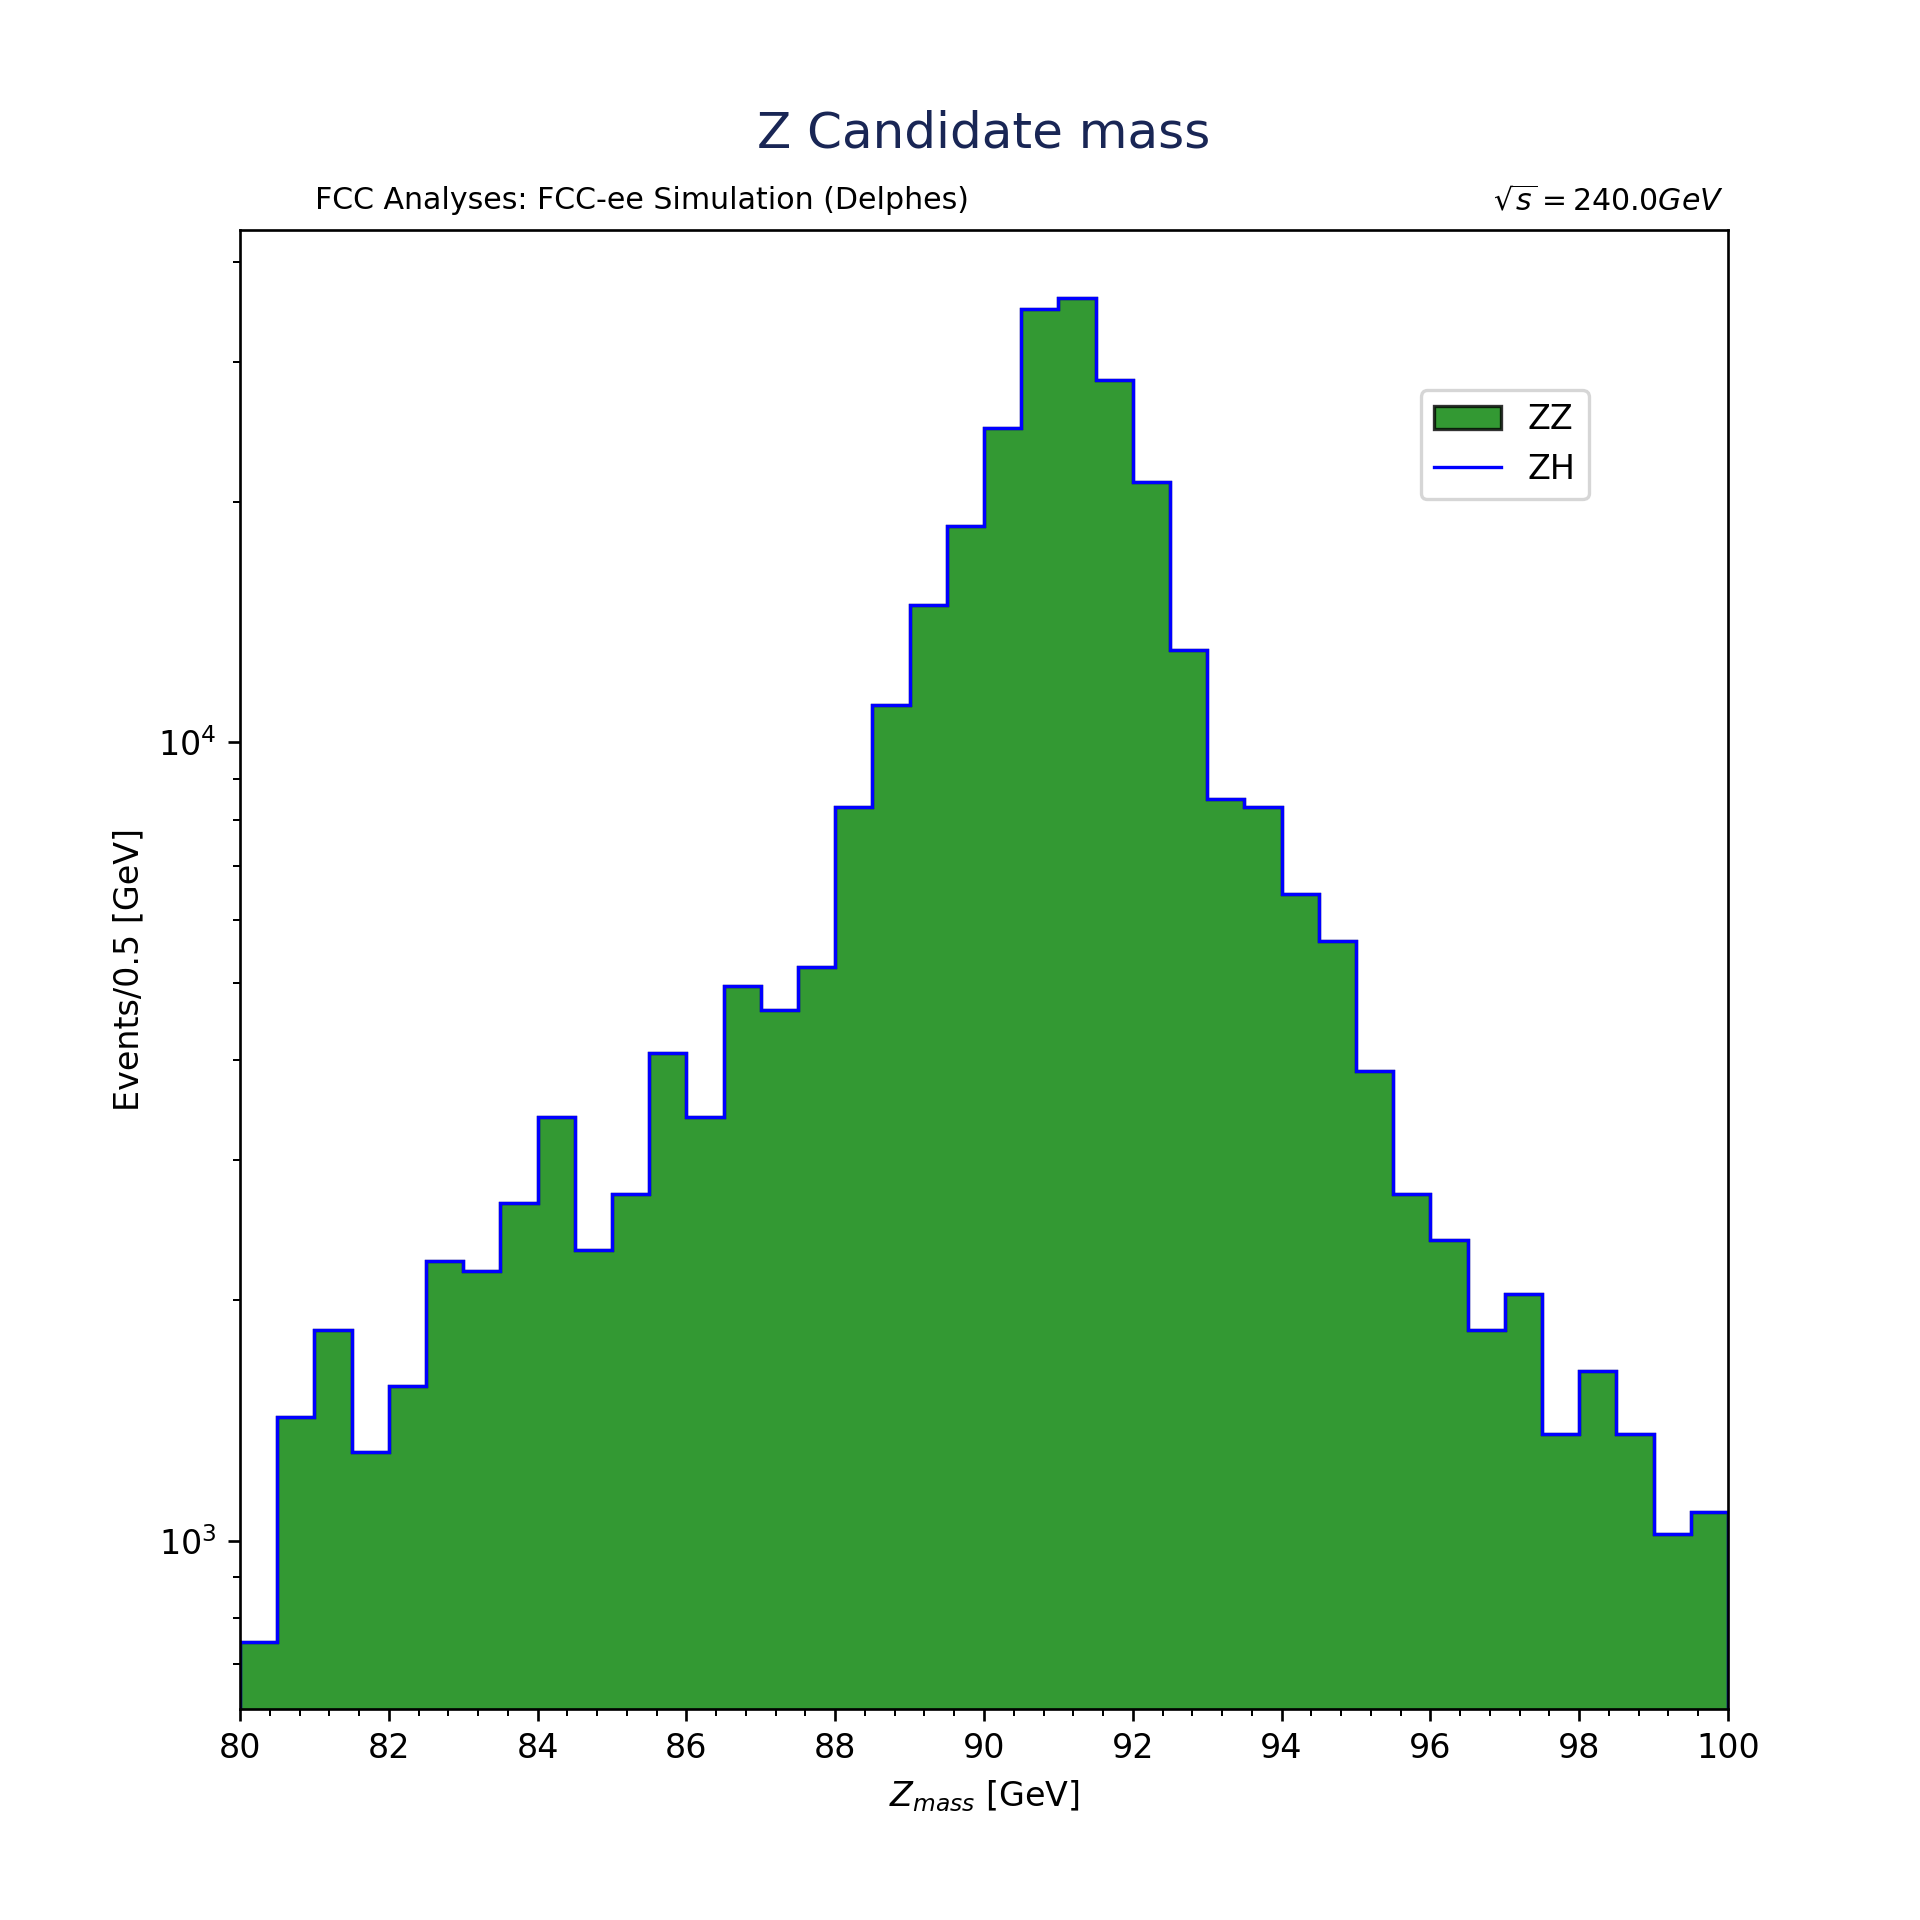 Z Candidate mass
FCC Analyses: FCC-ee Simulation (Delphes)
√s = 240.0GeV
ZZ
ZH
10⁴
10³
Events/0.5 [GeV]
80 82 84 86 88 90 92 94 96 98 100
Z_mass [GeV]